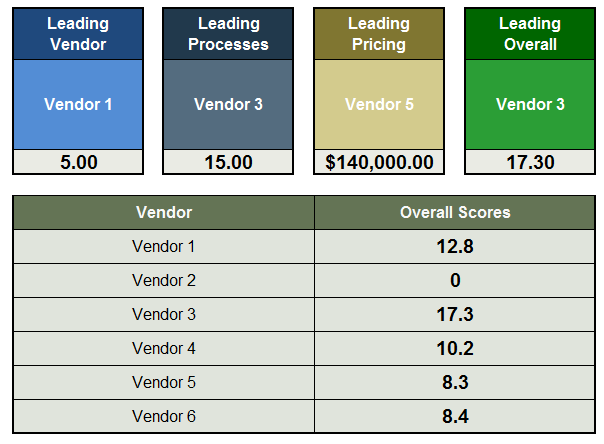 Leading Vendor
Vendor 1
5.00
Leading Processes
Vendor 3
15.00
Leading Pricing
Vendor 5
$140,000.00
Leading Overall
Vendor 3
17.30
Vendor Overall Scores
Vendor 1 12.8
Vendor 2 0
Vendor 3 17.3
Vendor 4 10.2
Vendor 5 8.3
Vendor 6 8.4